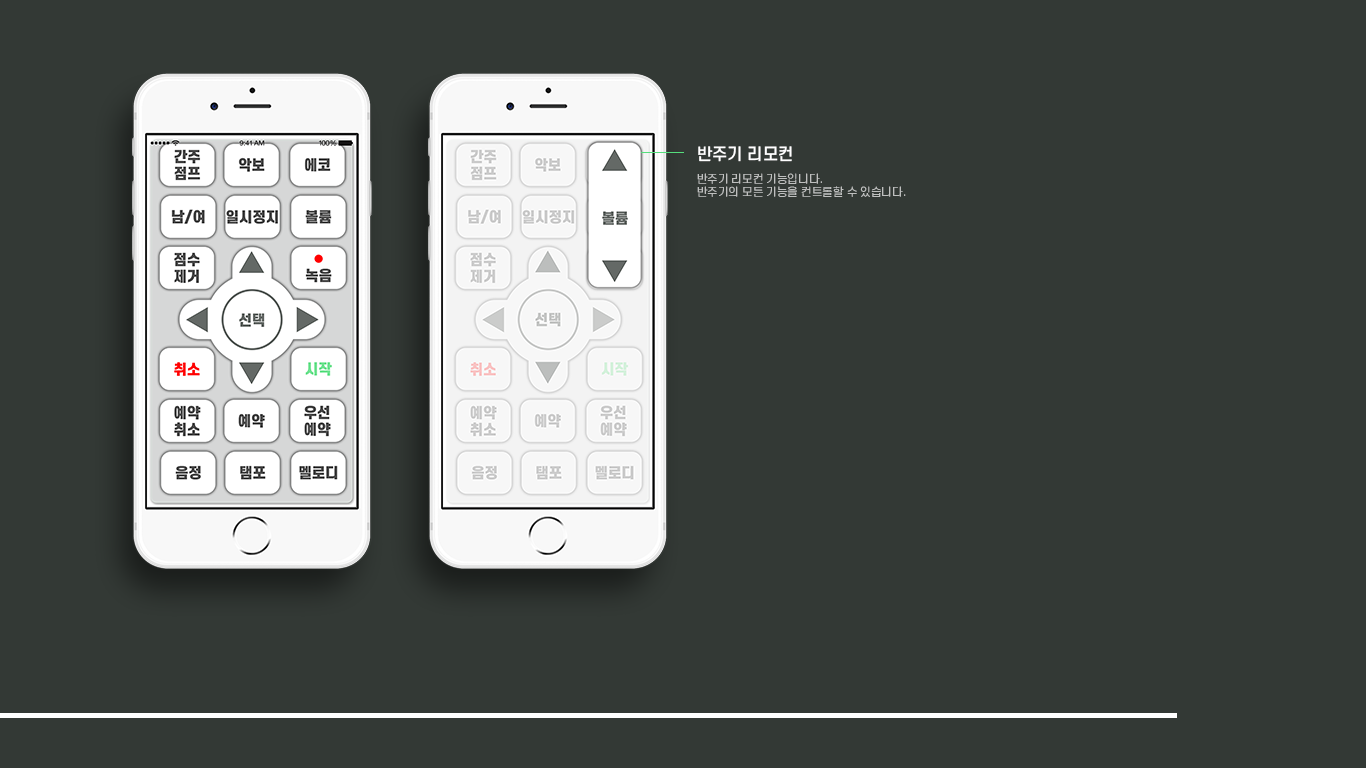 9:41 AM
100%
간주
점프
악보
에코
남/여
일시정지
볼륨
점수
제거
녹음
선택
취소
시작
예약
취소
예약
우선
예약
음정
탬포
멜로디
간주
점프
악보
남/여
일시정지
볼륨
점수
제거
선택
취소
시작
예약
취소
예약
우선
예약
음정
탬포
멜로디
반주기 리모컨
반주기 리모컨 기능입니다.
반주기의 모든 기능을 컨트롤할 수 있습니다.